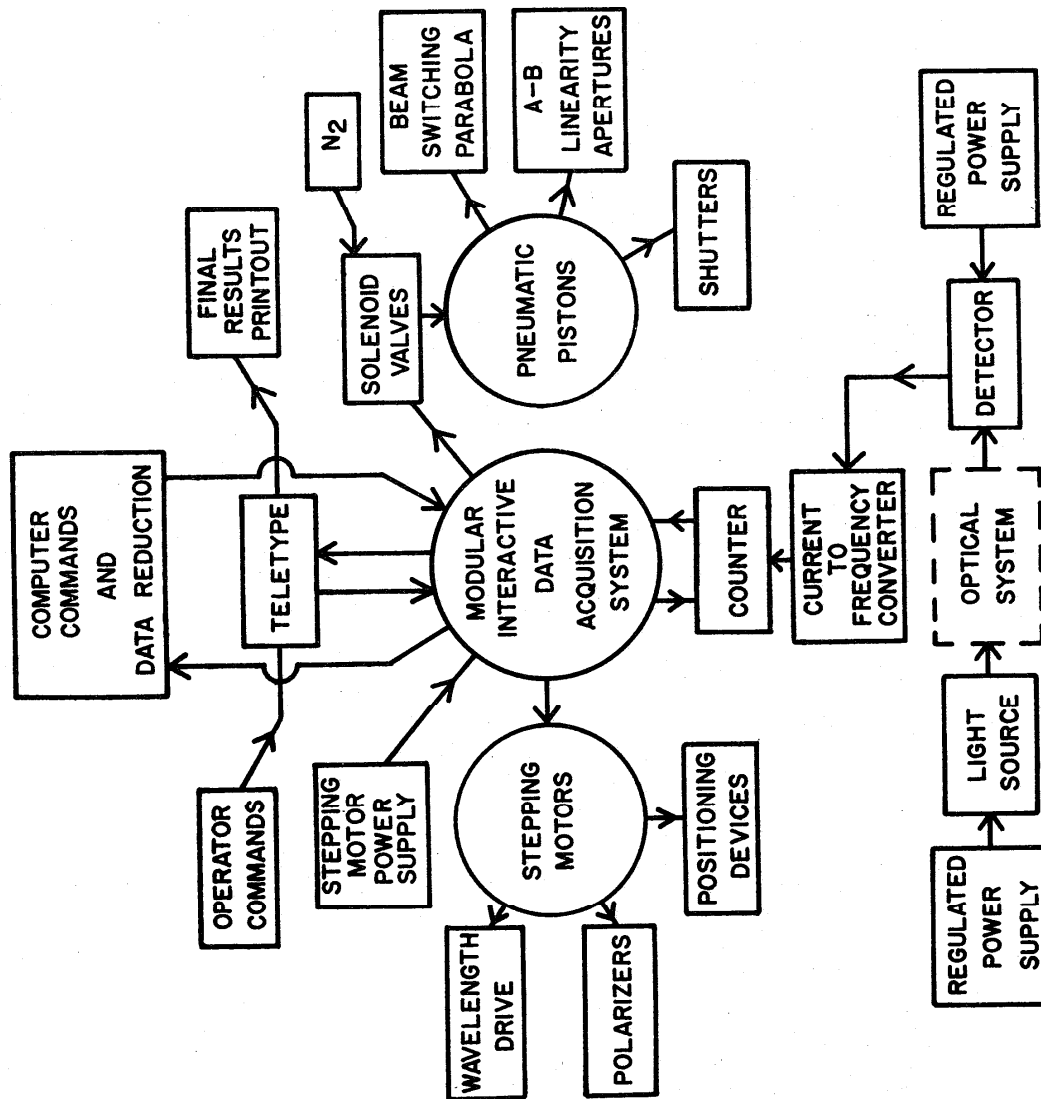 COMPUTER
COMMANDS
AND
DATA REDUCTION
OPERATOR
COMMANDS
TELETYPE
FINAL
RESULTS
PRINTOUT
N2
STEPPING
MOTOR
POWER
SUPPLY
MODULAR
INTERACTIVE
DATA
ACQUISITION
SYSTEM
SOLENOID
VALVES
BEAM
SWITCHING
PARABOLA
WAVELENGTH
DRIVE
STEPPING
MOTORS
PNEUMATIC
PISTONS
A-B
LINEARITY
APERTURES
POLARIZERS
POSITIONING
DEVICES
COUNTER
SHUTTERS
CURRENT
TO
FREQUENCY
CONVERTER
REGULATED
POWER
SUPPLY
LIGHT
SOURCE
OPTICAL
SYSTEM
DETECTOR
REGULATED
POWER
SUPPLY